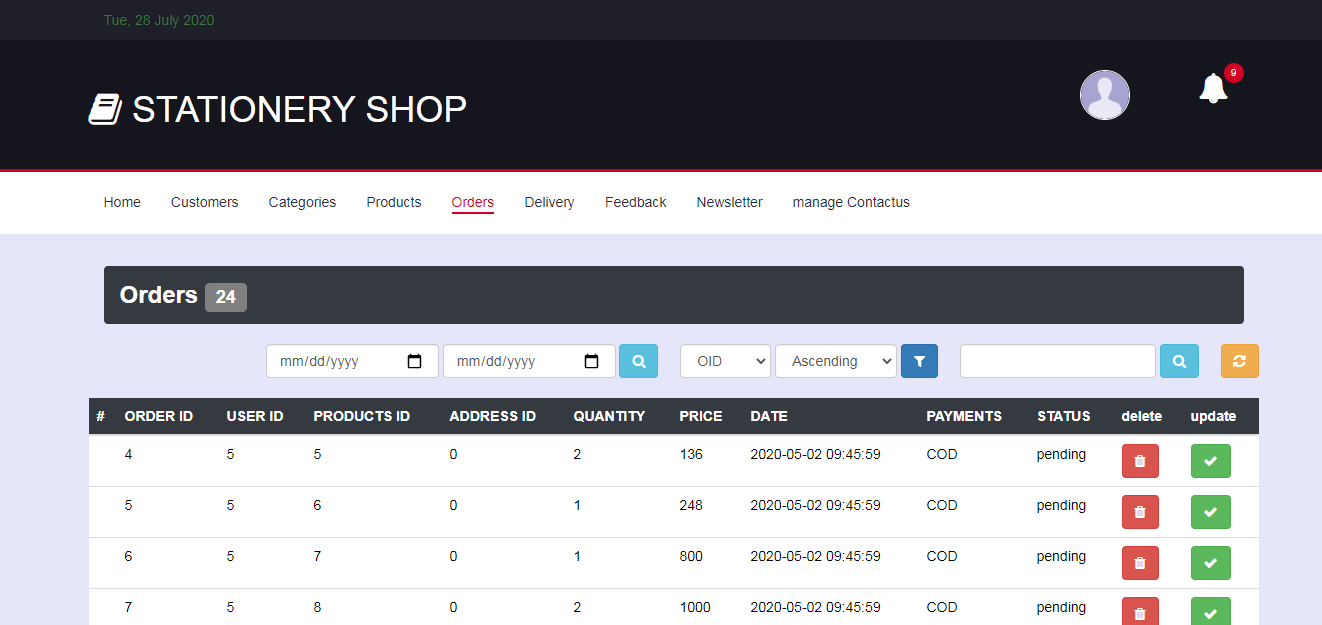 Tue, 28 July 2020
STATIONERY SHOP
9
Home Customers Categories Products Orders Delivery Feedback Newsletter manage Contactus
Orders 24
mm/dd/yyyy mm/dd/yyyy OID Ascending
# ORDER ID USER ID PRODUCTS ID ADDRESS ID QUANTITY PRICE DATE PAYMENTS STATUS delete update
4 5 5 0 2 136 2020-05-02 09:45:59 COD pending
5 5 6 0 1 248 2020-05-02 09:45:59 COD pending
6 5 7 0 1 800 2020-05-02 09:45:59 COD pending
7 5 8 0 2 1000 2020-05-02 09:45:59 COD pending